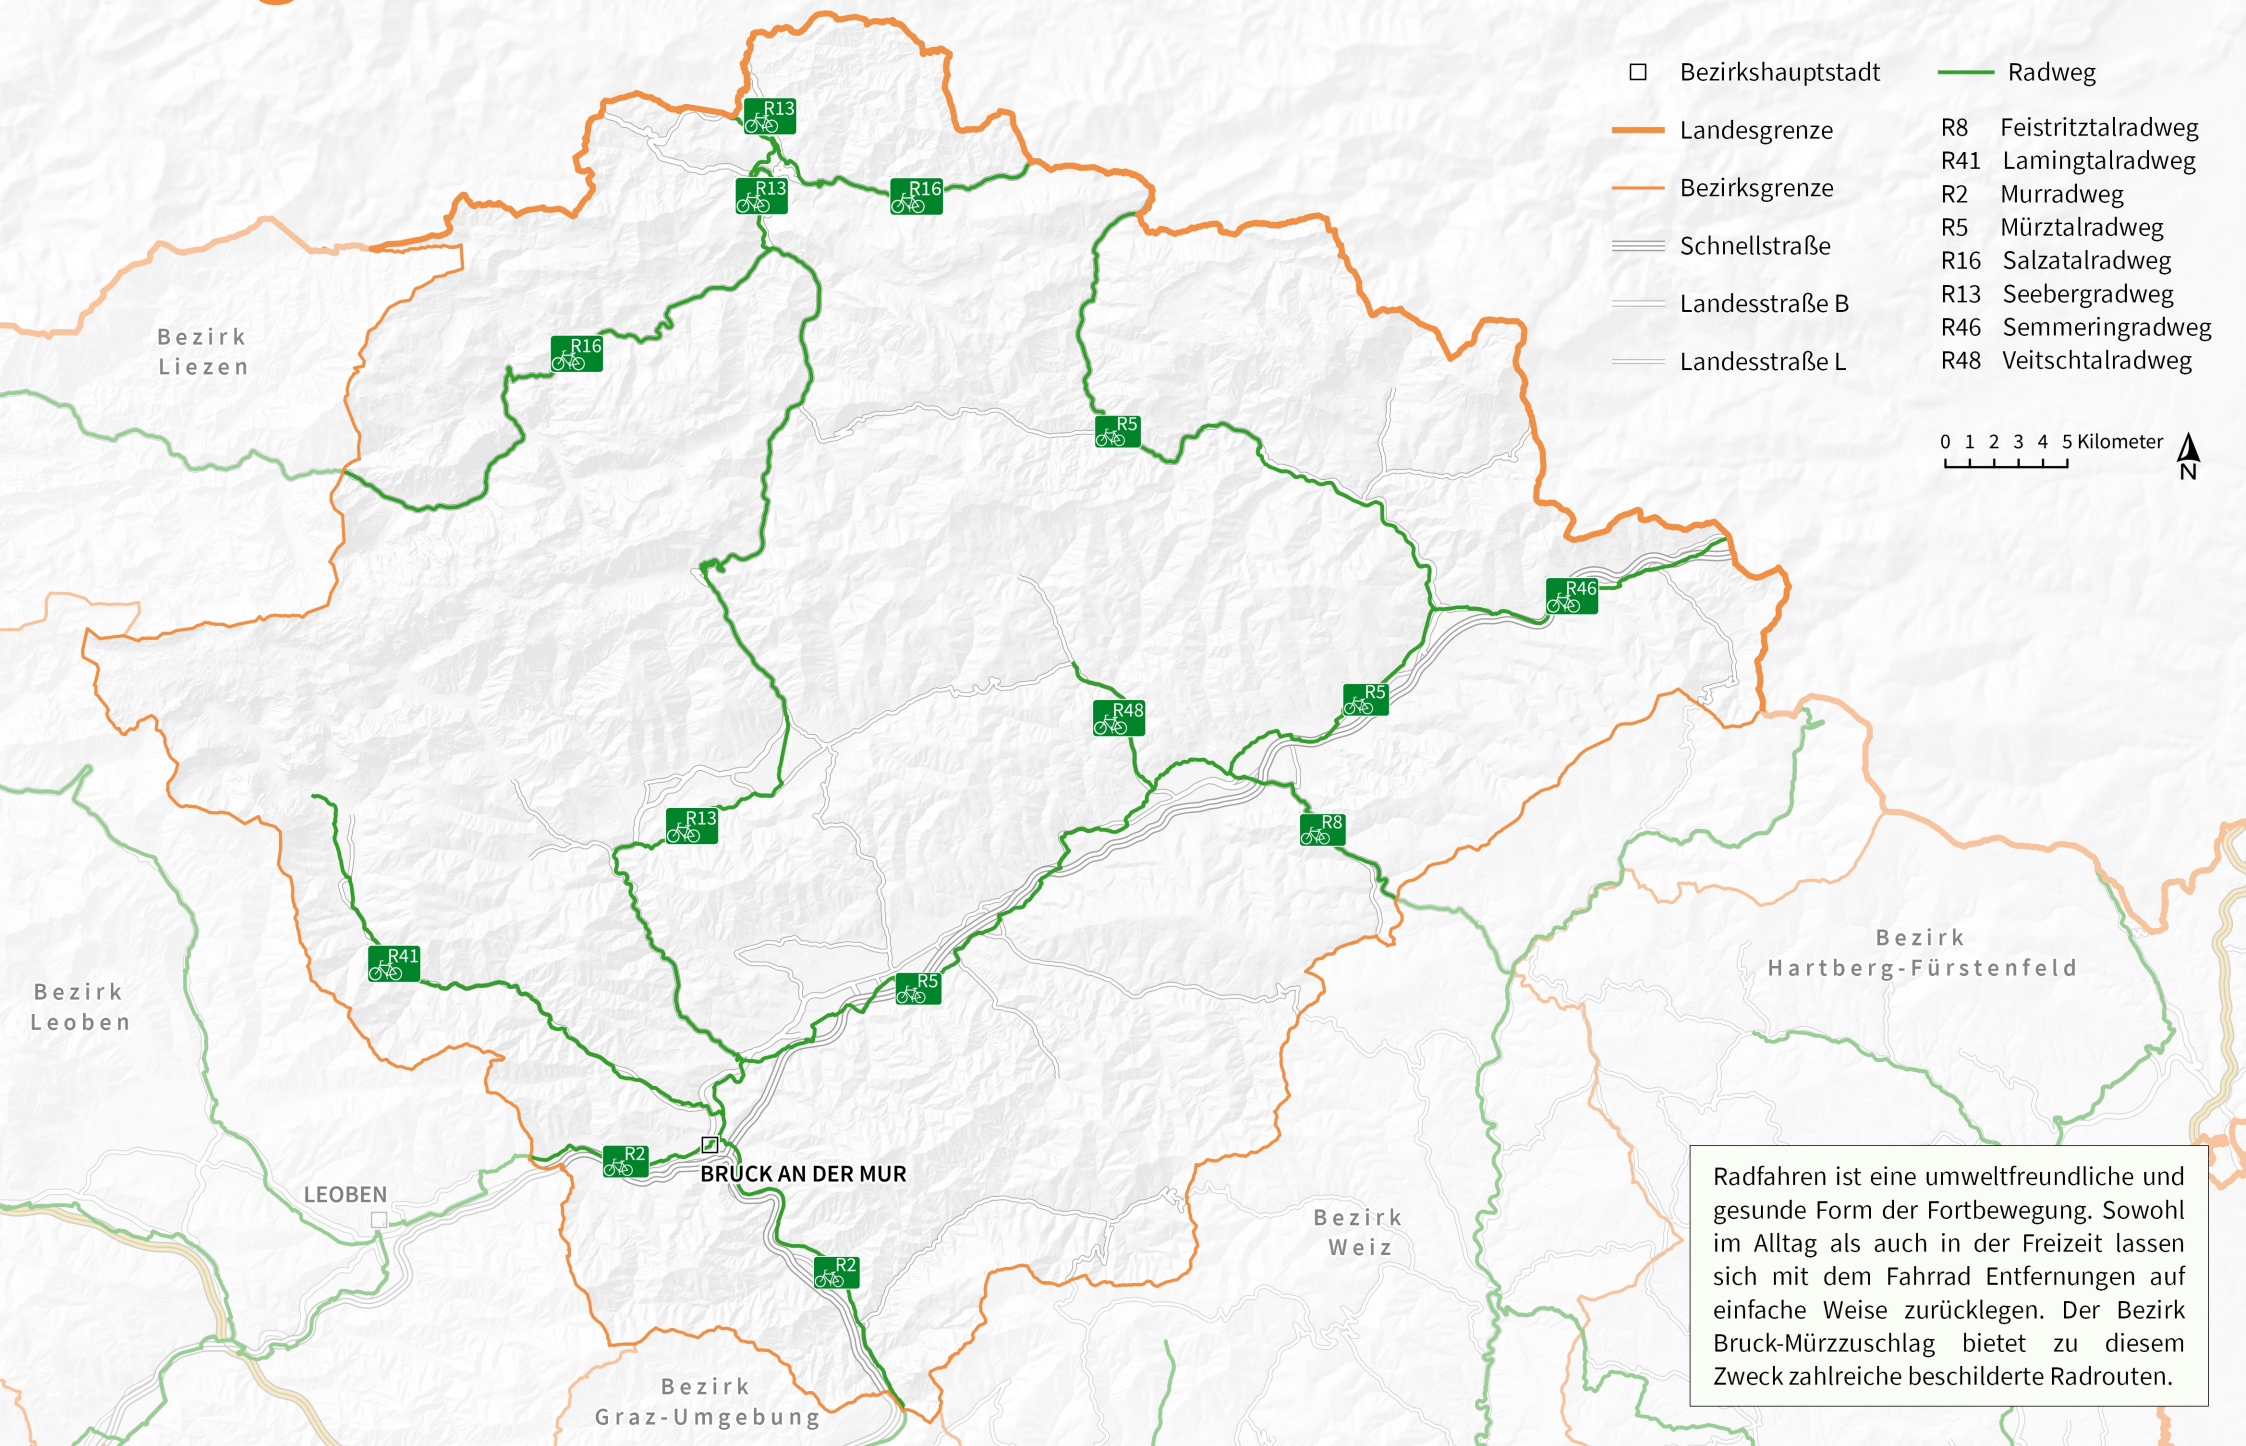 R13
R13
R16
R16
R5
R46
R5
R48
R13
R8
R41
R5
R2
R2
Bezirk
Liezen
Bezirk
Leoben
LEOBEN
BRUCK AN DER MUR
Bezirk
Graz-Umgebung
Bezirk
Weiz
Bezirk
Hartberg-Fürstenfeld
Bezirkshauptstadt
Landesgrenze
Bezirksgrenze
Schnellstraße
Landesstraße B
Landesstraße L
Radweg
R8 Feistritztalradweg
R41 Lamingtalradweg
R2 Murradweg
R5 Mürztalradweg
R16 Salzatalradweg
R13 Seebergradweg
R46 Semmeringradweg
R48 Veitschtalradweg
0 1 2 3 4 5 Kilometer
N
Radfahren ist eine umweltfreundliche und
gesunde Form der Fortbewegung. Sowohl
im Alltag als auch in der Freizeit lassen
sich mit dem Fahrrad Entfernungen auf
einfache Weise zurücklegen. Der Bezirk
Bruck-Mürzzuschlag bietet zu diesem
Zweck zahlreiche beschilderte Radrouten.